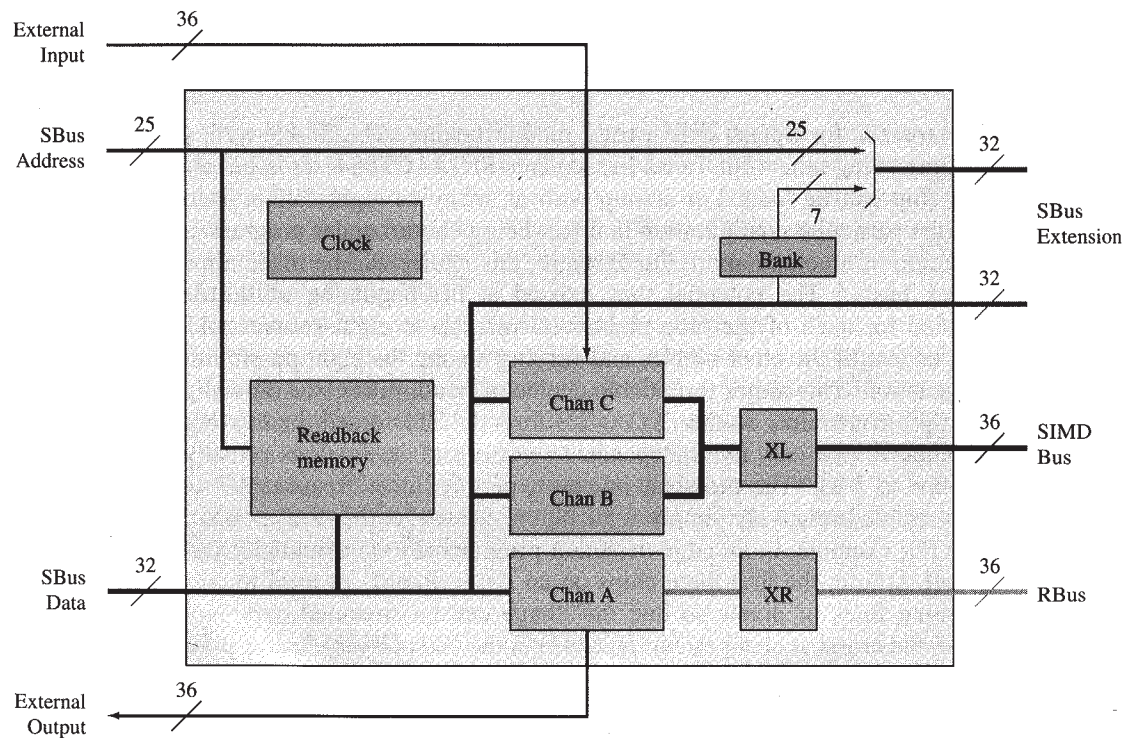 36
External
Input
SBus
Address
25
25
32
7
Clock
SBus
Extension
Bank
32
Chan C
Readback
memory
XL
36
SIMD
Bus
Chan B
SBus
Data
32
Chan A
XR
36
RBus
External
Output
36